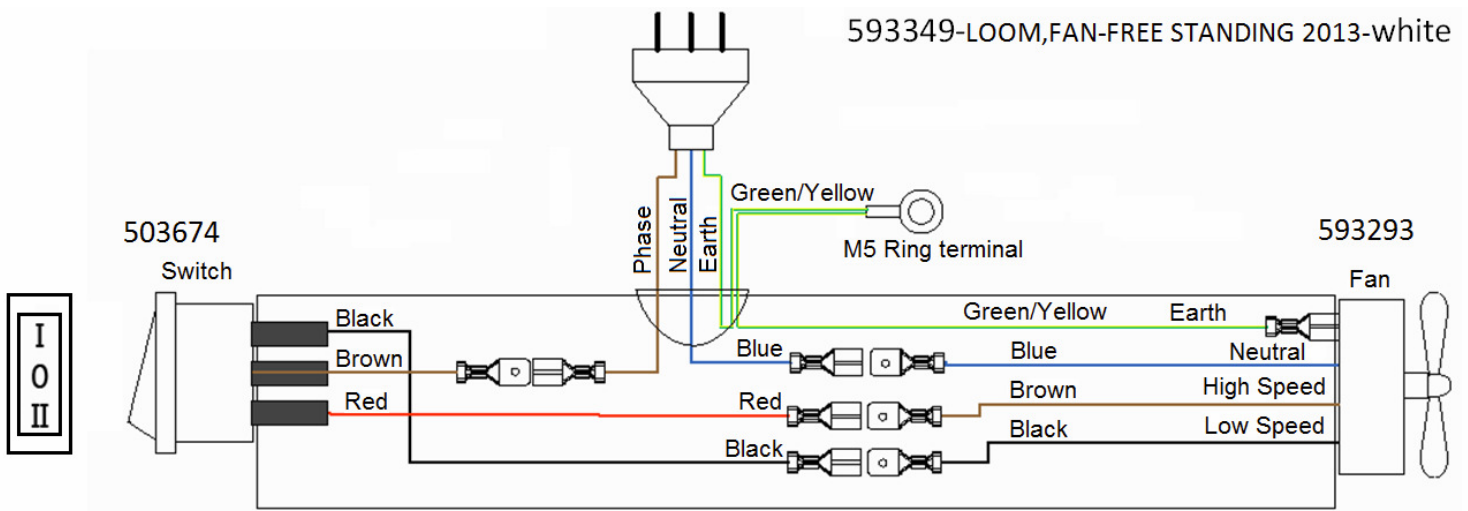 593349-LOOM,FAN-FREE STANDING 2013-white
Green/Yellow
Phase
Neutral
Earth
M5 Ring terminal
503674
Switch
593293
Fan
I
0
II
Black
Brown
Red
Green/Yellow Earth
Blue Blue Neutral
Red Brown High Speed
Black Black Low Speed